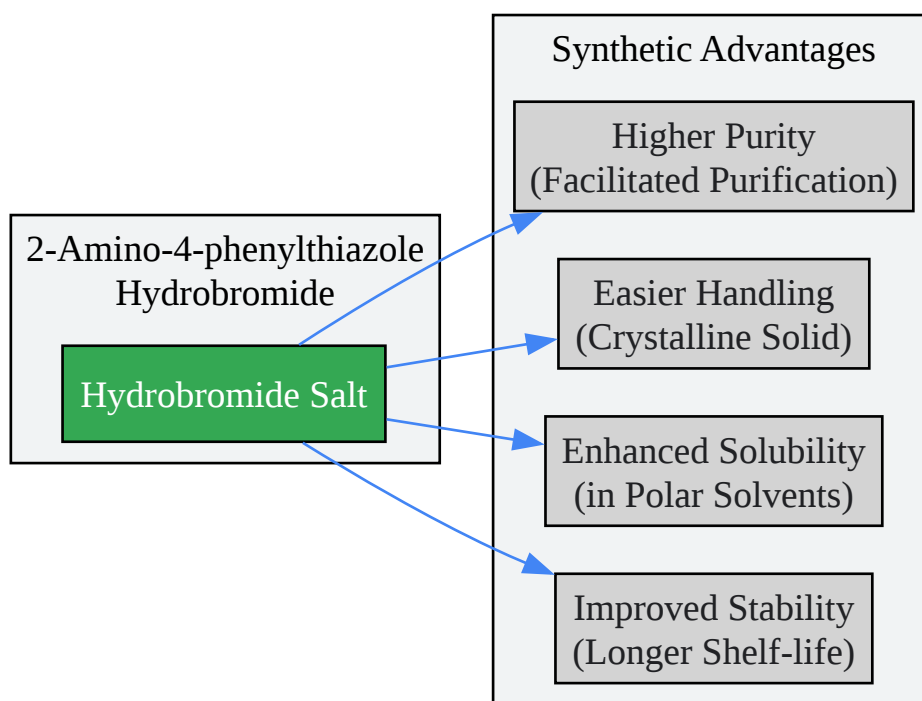 2-Amino-4-phenylthiazole
Hydrobromide
Hydrobromide Salt
Synthetic Advantages
Higher Purity
(Facilitated Purification)
Easier Handling
(Crystalline Solid)
Enhanced Solubility
(in Polar Solvents)
Improved Stability
(Longer Shelf-life)